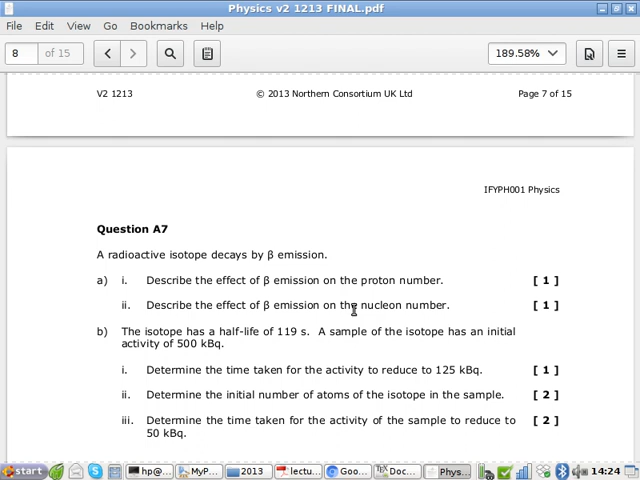 Physics v2 1213 FINAL.pdf
File Edit View Go Bookmarks Help
8 of 15 189.58%
V2 1213 © 2013 Northern Consortium UK Ltd Page 7 of 15
IFYPH001 Physics
Question A7
A radioactive isotope decays by β emission.
a) i. Describe the effect of β emission on the proton number. [ 1 ]
ii. Describe the effect of β emission on the nucleon number. [ 1 ]
b) The isotope has a half-life of 119 s. A sample of the isotope has an initial
activity of 500 kBq.
i. Determine the time taken for the activity to reduce to 125 kBq. [ 1 ]
ii. Determine the initial number of atoms of the isotope in the sample. [ 2 ]
iii. Determine the time taken for the activity of the sample to reduce to [ 2 ]
50 kBq.
start hp@... MyP... 2013 lectu... Goo... Doc... Phys... 14:24